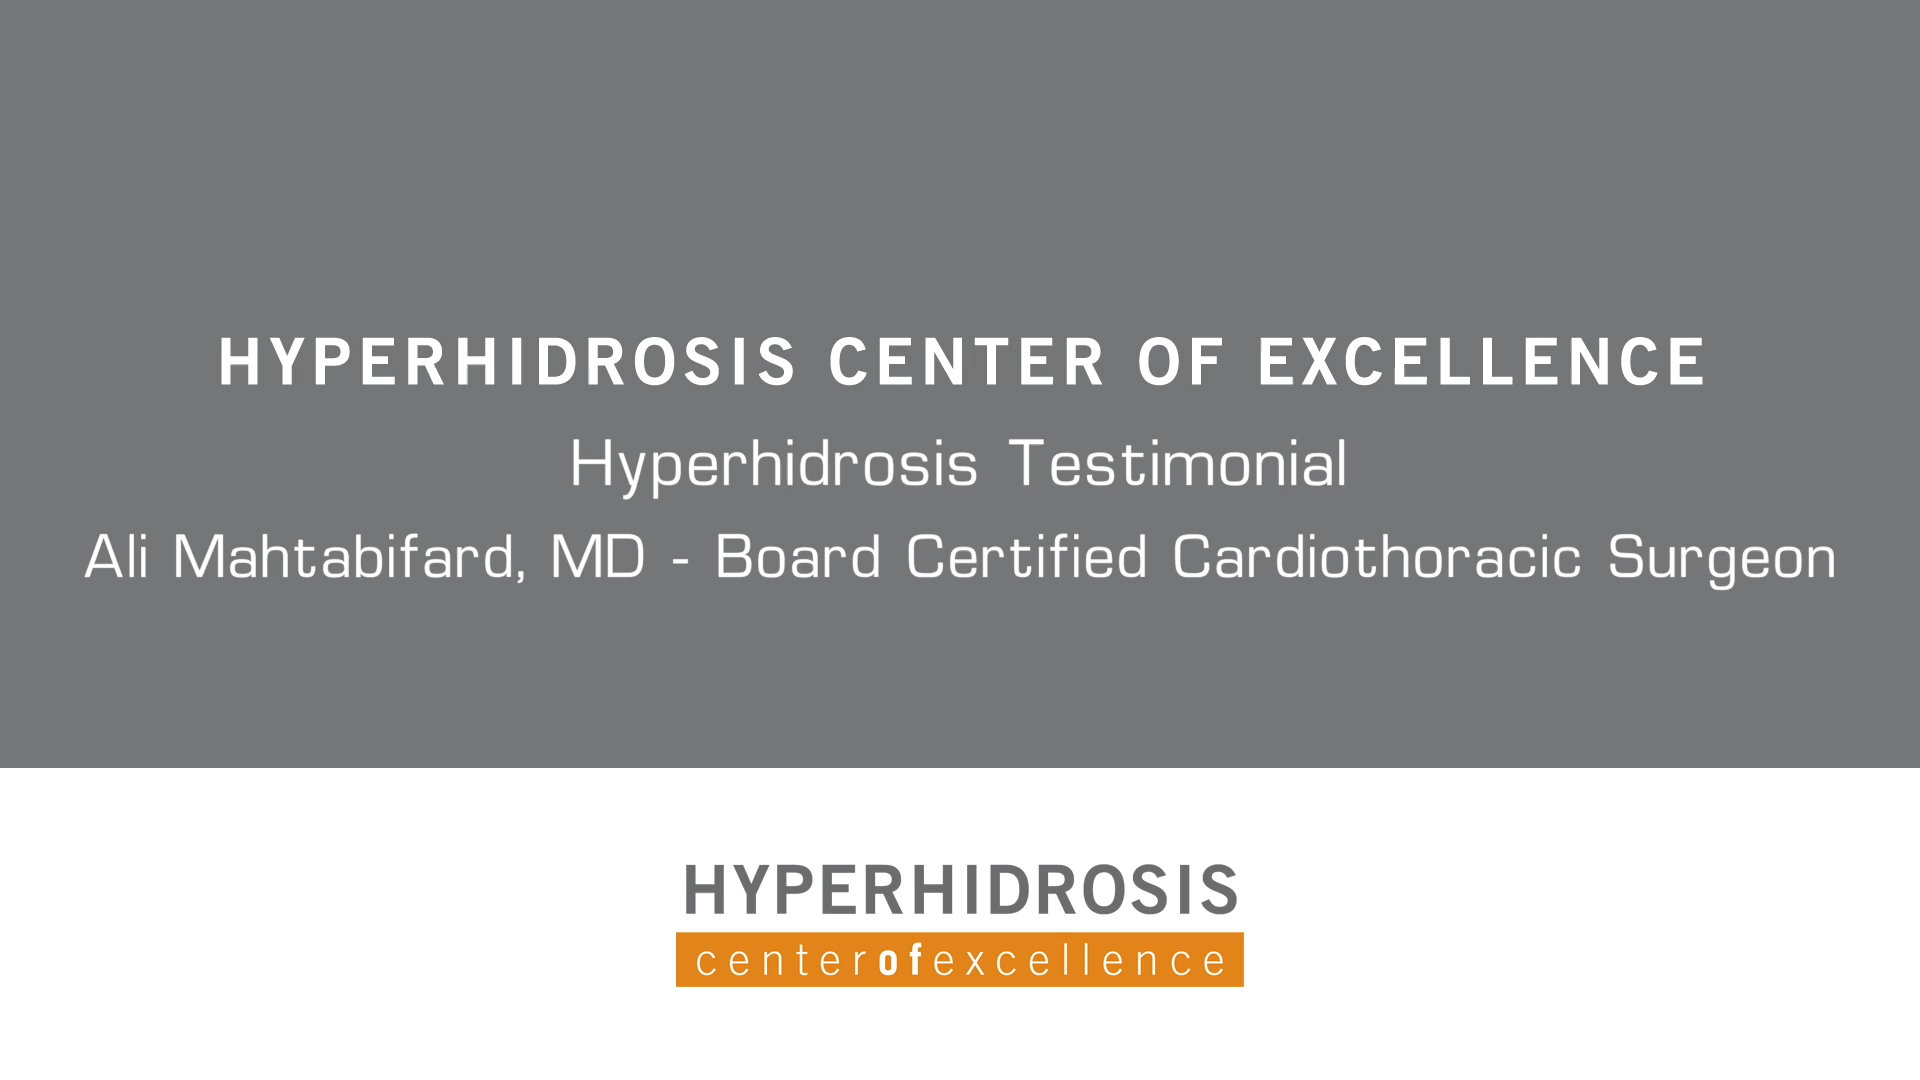 HYPERHIDROSIS CENTER OF EXCELLENCE
Hyperhidrosis Testimonial
Ali Mahtabifard, MD - Board Certified Cardiothoracic Surgeon
HYPERHIDROSIS
centerofexcellence